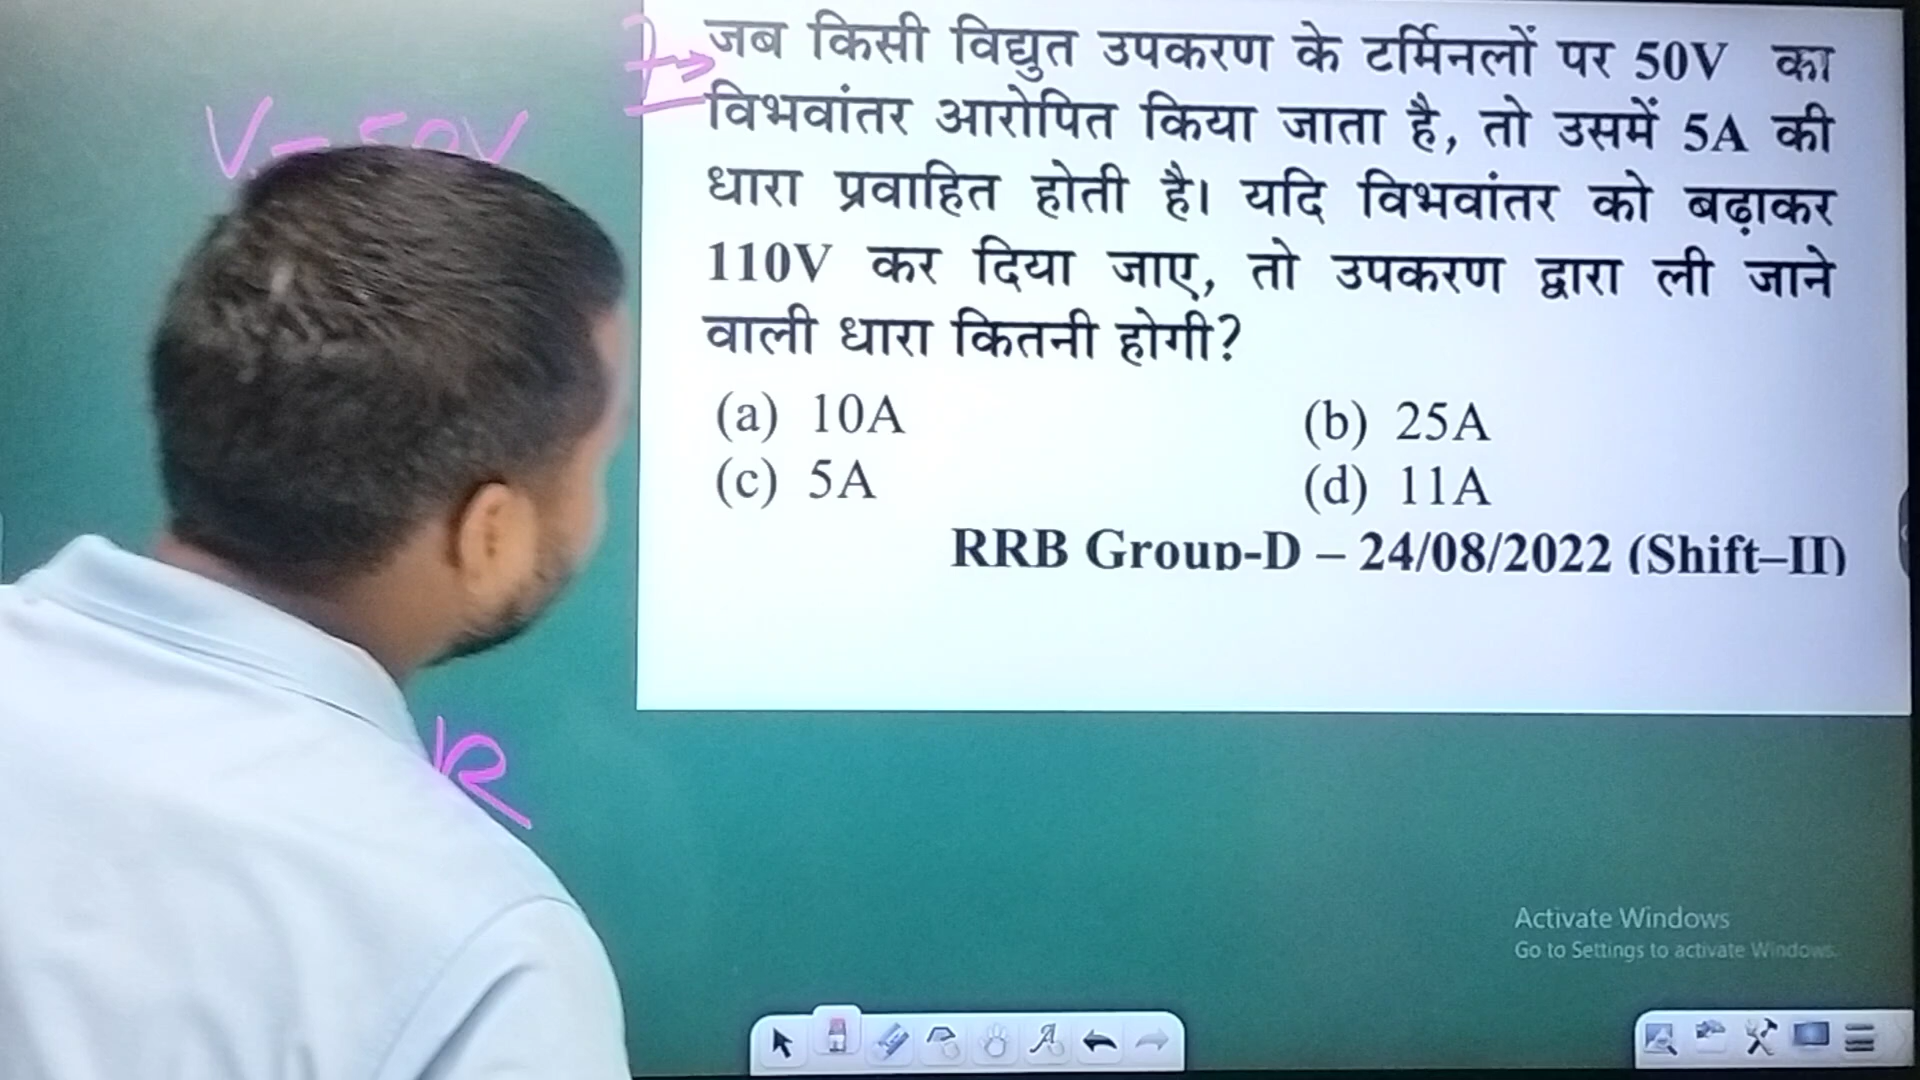 7→
जब किसी विद्युत उपकरण के टर्मिनलों पर 50V का
विभवांतर आरोपित किया जाता है, तो उसमें 5A की
धारा प्रवाहित होती है। यदि विभवांतर को बढ़ाकर
110V कर दिया जाए, तो उपकरण द्वारा ली जाने
वाली धारा कितनी होगी?
(a) 10A (b) 25A
(c) 5A (d) 11A
RRB Group-D – 24/08/2022 (Shift–II)
V = 50V
R
Activate Windows
Go to Settings to activate Windows.